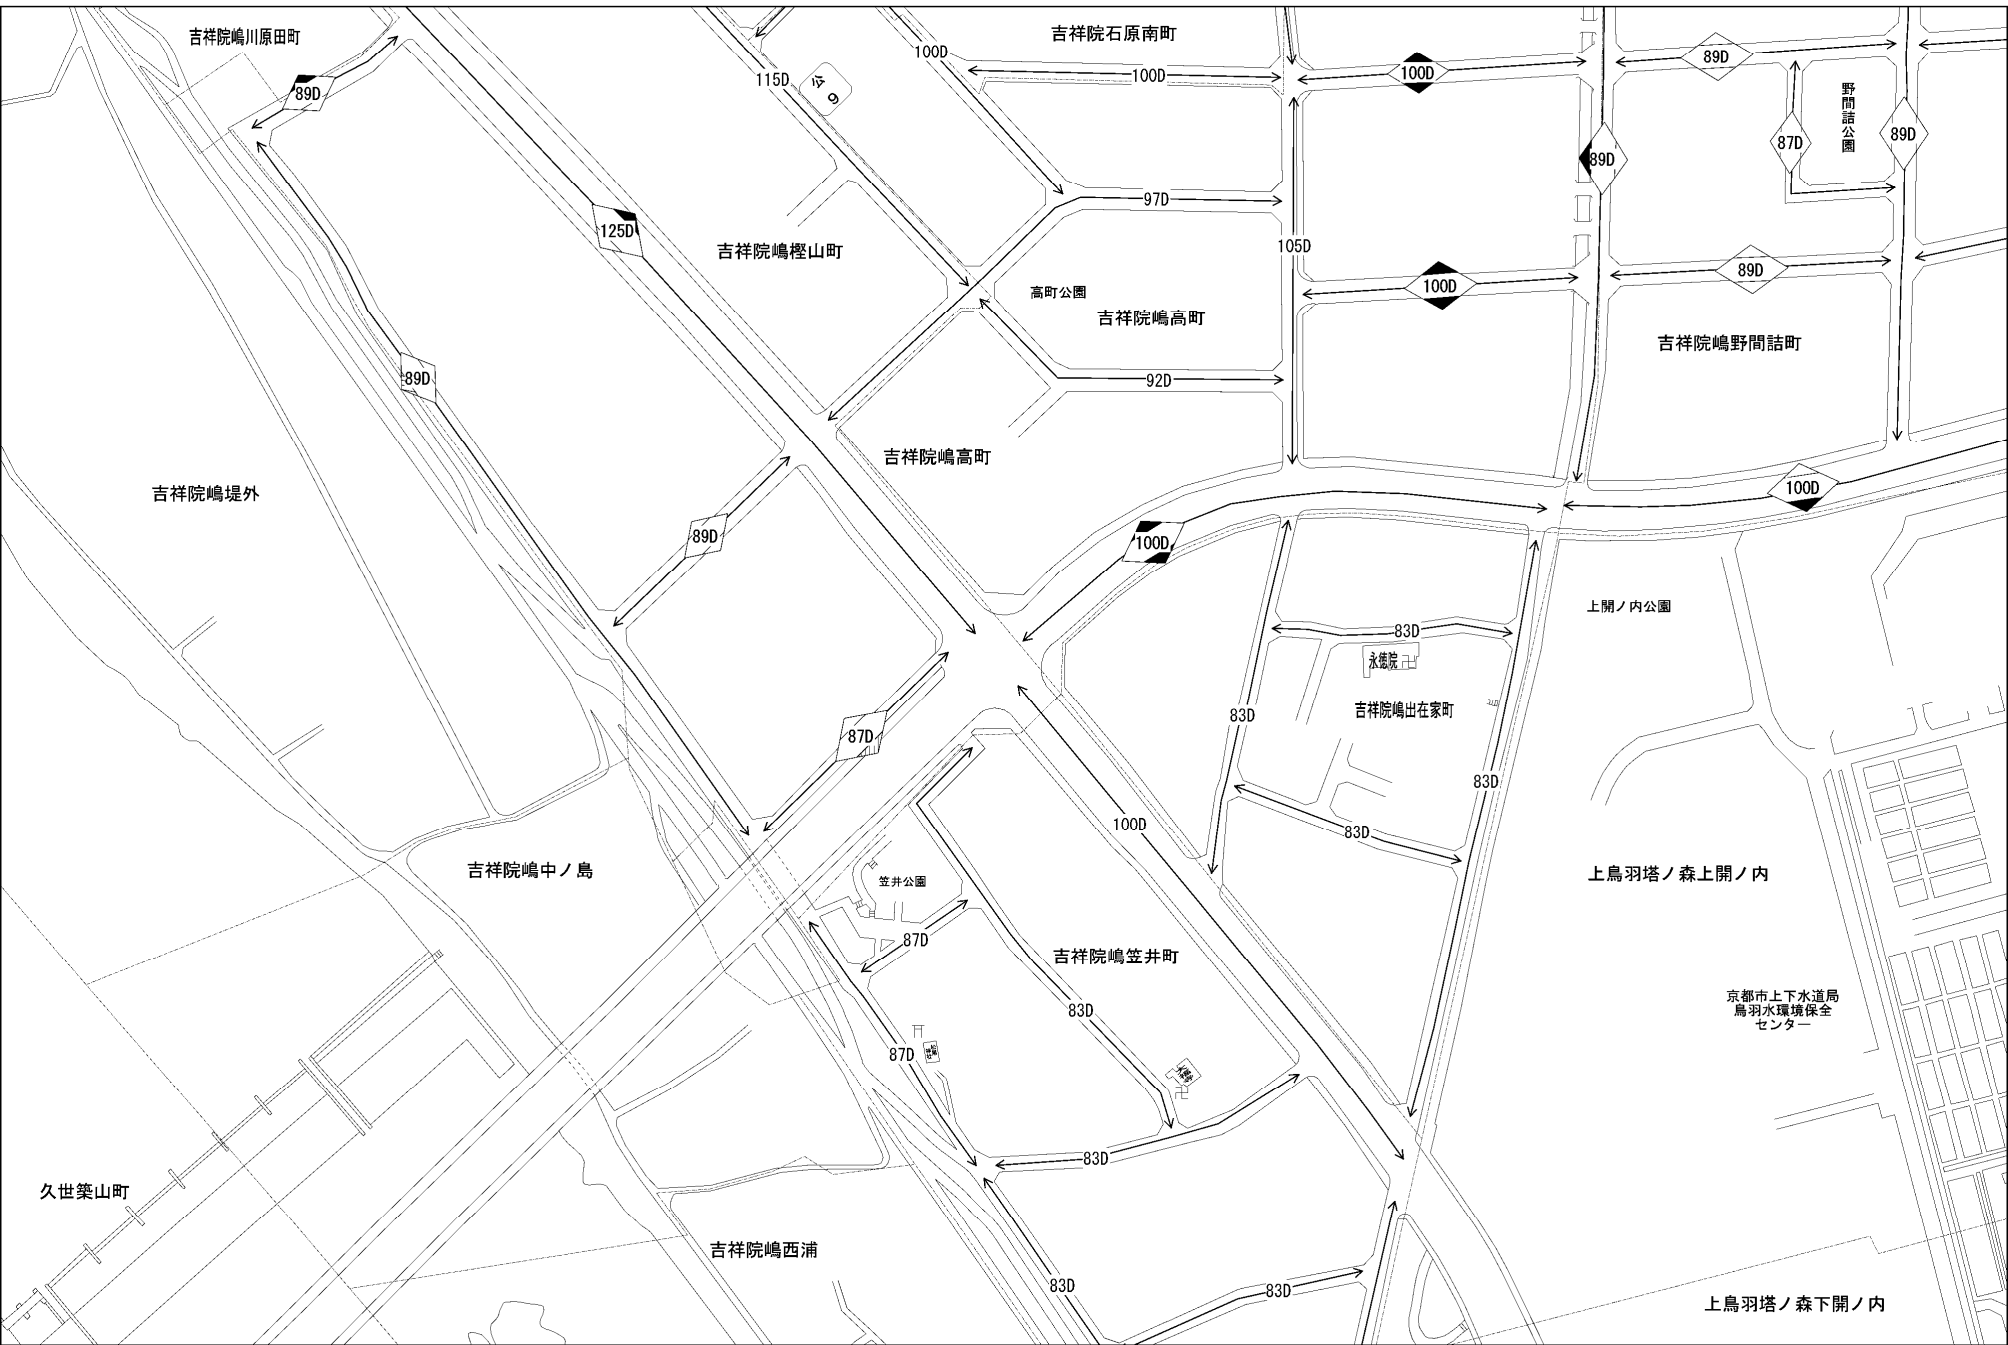 吉祥院嶋川原田町
吉祥院石原南町
100D
115D
100D
100D
89D
89D
公 9
野間詰公園
87D
89D
89D
97D
125D
105D
吉祥院嶋樫山町
89D
100D
高町公園
吉祥院嶋高町
吉祥院嶋野間詰町
89D
92D
吉祥院嶋高町
吉祥院嶋堤外
100D
89D
100D
上開ノ内公園
83D
永徳院
吉祥院嶋出在家町
83D
87D
83D
100D
83D
吉祥院嶋中ノ島
笠井公園
上鳥羽塔ノ森上開ノ内
87D
吉祥院嶋笠井町
京都市上下水道局
鳥羽水環境保全
センター
83D
87D
83D
久世築山町
吉祥院嶋西浦
83D
83D
上鳥羽塔ノ森下開ノ内